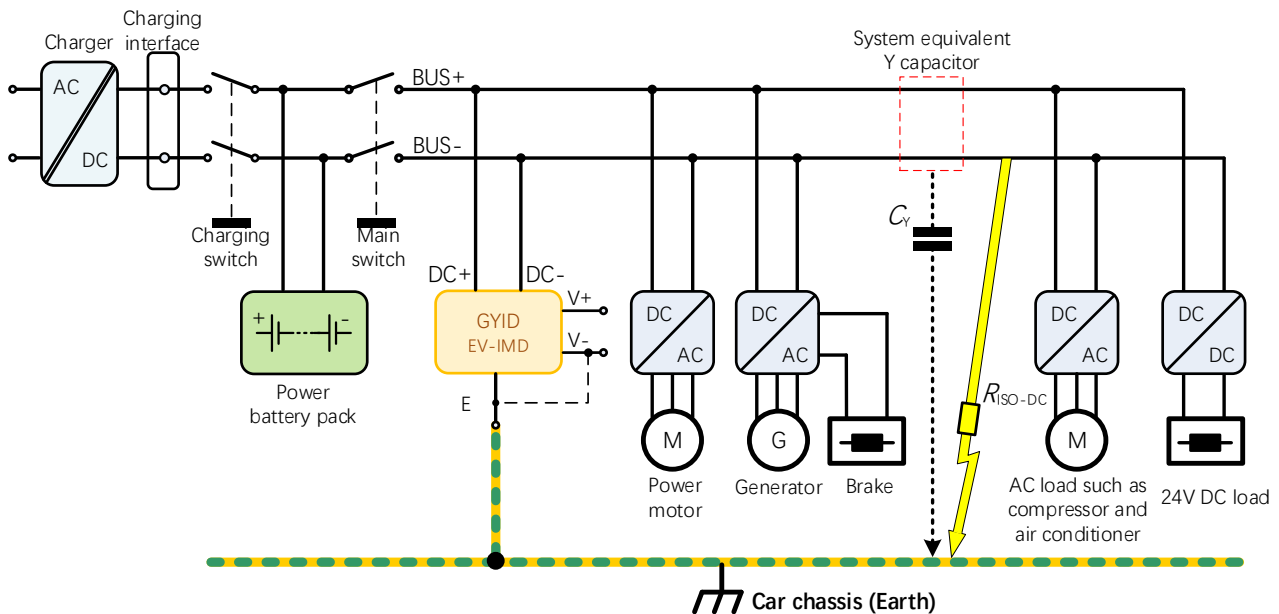 Charging
interface
Charger
System equivalent
Y capacitor
AC
DC
BUS+
BUS-
Charging
switch
Main
switch
CY
DC+
DC-
GYID
EV-IMD
V+
V-
E
+
-
Power
battery pack
DC
AC
DC
AC
DC
AC
DC
DC
RISO-DC
M
G
M
Power
motor
Generator
Brake
AC load such as
compressor and
air conditioner
24V DC load
Car chassis (Earth)